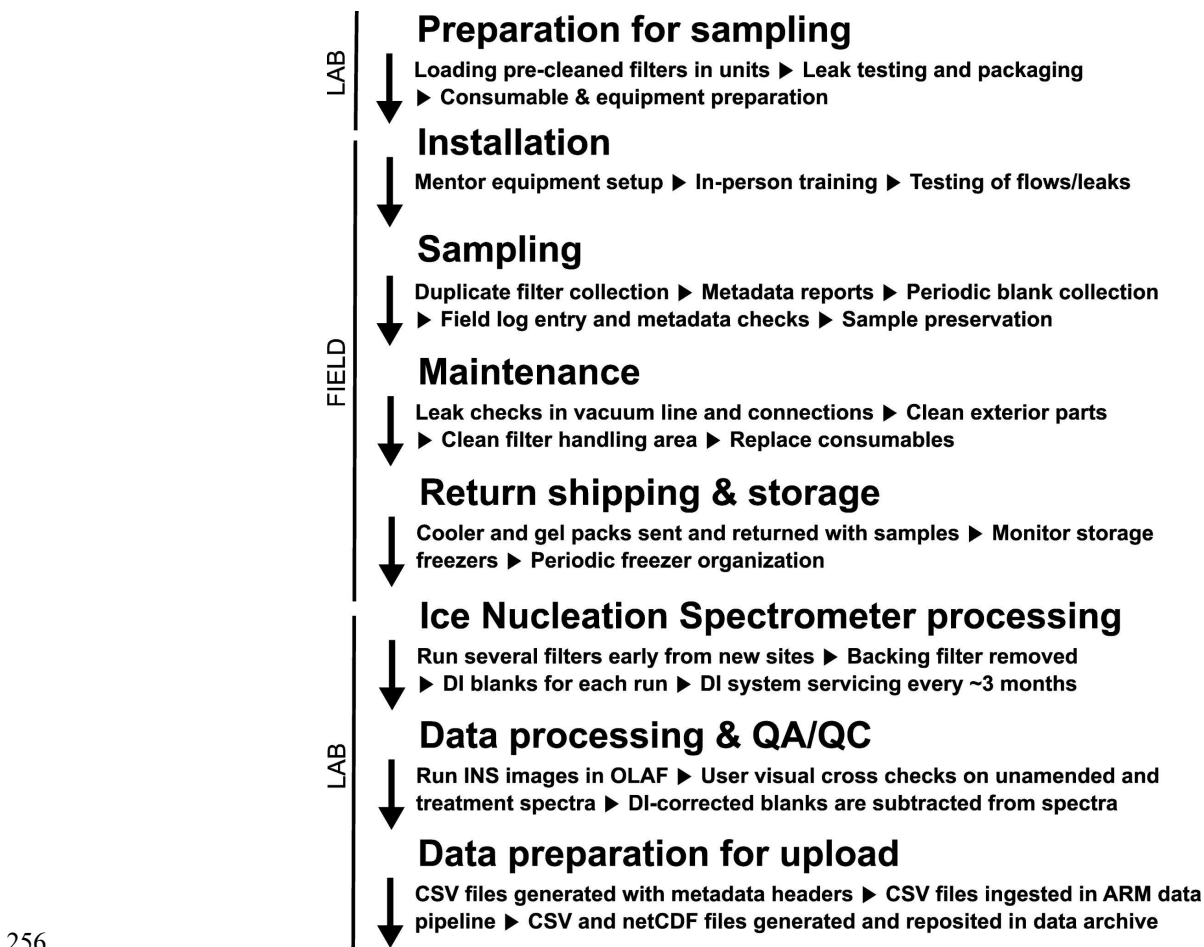 LAB
Preparation for sampling
Loading pre-cleaned filters in units ▶ Leak testing and packaging
▶ Consumable & equipment preparation
FIELD
Installation
Mentor equipment setup ▶ In-person training ▶ Testing of flows/leaks
Sampling
Duplicate filter collection ▶ Metadata reports ▶ Periodic blank collection
▶ Field log entry and metadata checks ▶ Sample preservation
Maintenance
Leak checks in vacuum line and connections ▶ Clean exterior parts
▶ Clean filter handling area ▶ Replace consumables
Return shipping & storage
Cooler and gel packs sent and returned with samples ▶ Monitor storage
freezers ▶ Periodic freezer organization
LAB
Ice Nucleation Spectrometer processing
Run several filters early from new sites ▶ Backing filter removed
▶ DI blanks for each run ▶ DI system servicing every ~3 months
Data processing & QA/QC
Run INS images in OLAF ▶ User visual cross checks on unamended and
treatment spectra ▶ DI-corrected blanks are subtracted from spectra
Data preparation for upload
CSV files generated with metadata headers ▶ CSV files ingested in ARM data
pipeline ▶ CSV and netCDF files generated and reposited in data archive
256